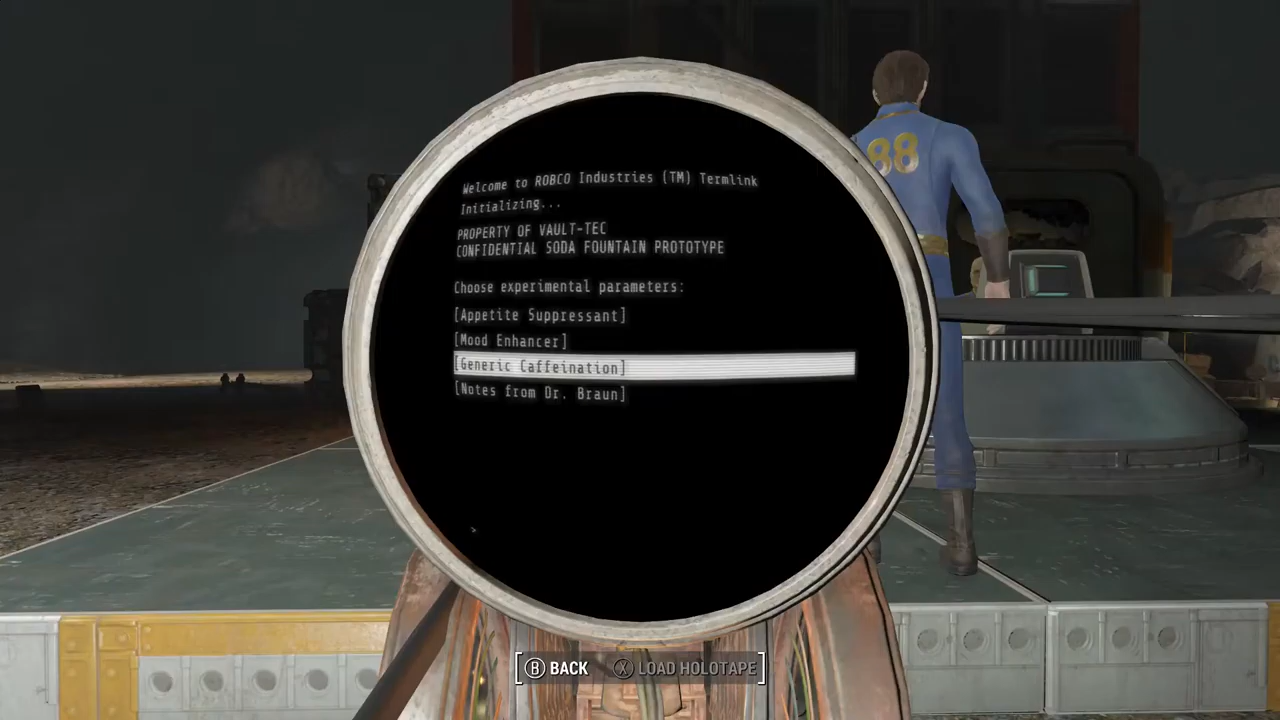 88
Welcome to ROBCO Industries (TM) Termlink
Initializing...
PROPERTY OF VAULT-TEC
CONFIDENTIAL SODA FOUNTAIN PROTOTYPE
Choose experimental parameters:
[Appetite Suppressant]
[Mood Enhancer]
[Generic Caffeination]
[Notes from Dr. Braun]
[Ⓑ BACK Ⓧ LOAD HOLOTAPE]